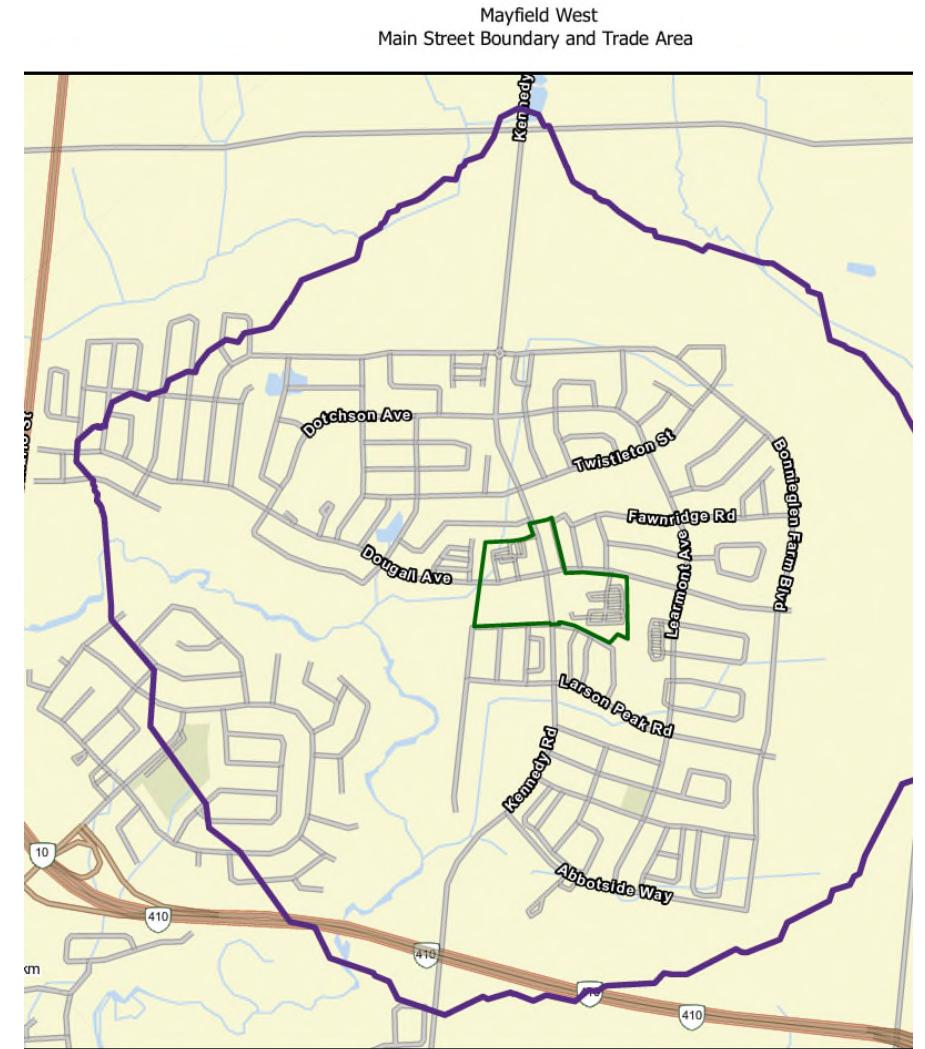 Mayfield West
Main Street Boundary and Trade Area
Kennedy
Dotchson Ave
Twistleton St
Bonnieglen Farm Blvd
Fawnridge Rd
Dougall Ave
Learmont Ave
Larson Peak Rd
Kennedy Rd
10
Abbotside Way
410
410
km
410
410